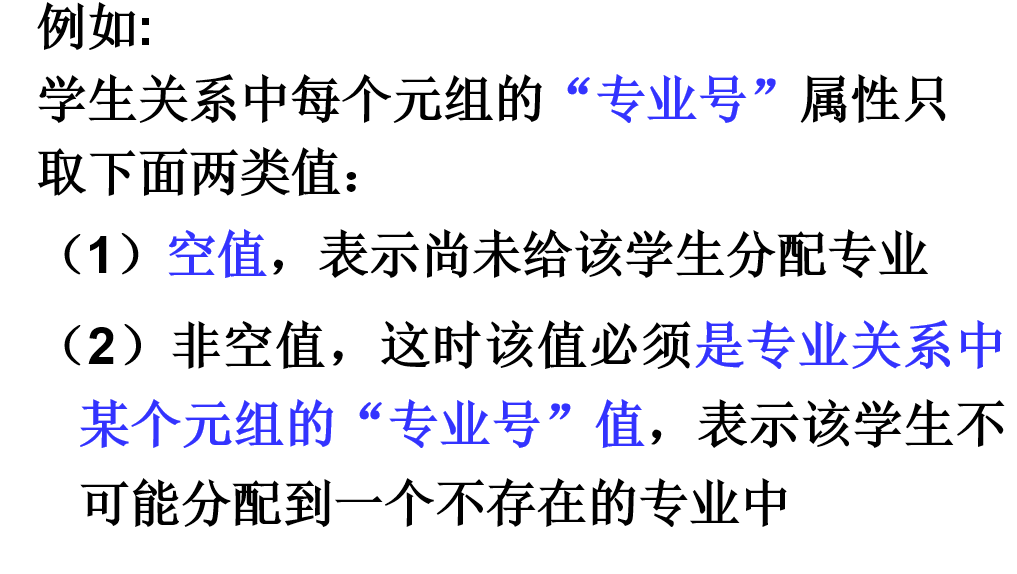 例如:
学生关系中每个元组的“专业号”属性只
取下面两类值：
（1）空值，表示尚未给该学生分配专业
（2）非空值，这时该值必须是专业关系中
某个元组的“专业号”值，表示该学生不
可能分配到一个不存在的专业中